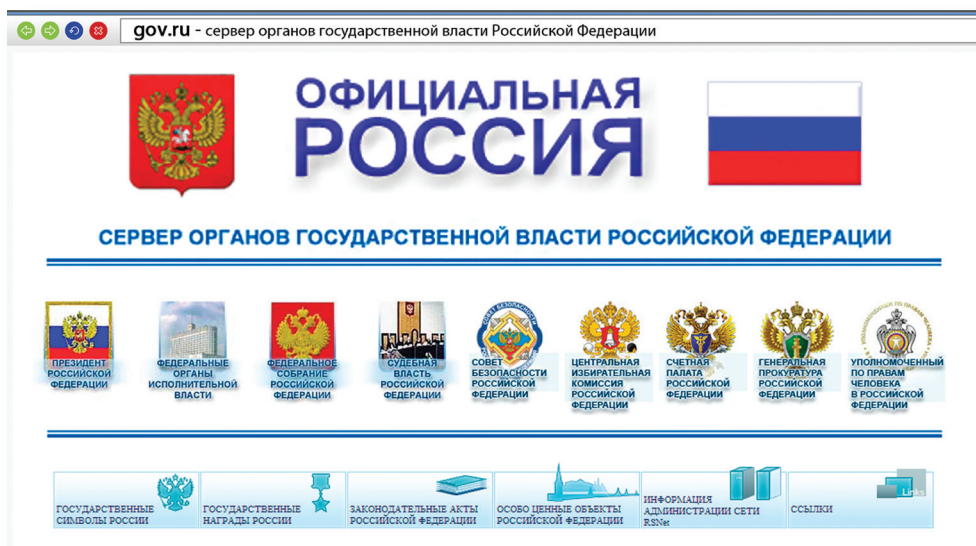 gov.ru - сервер органов государственной власти Российской Федерации
ОФИЦИАЛЬНАЯ
РОССИЯ
СЕРВЕР ОРГАНОВ ГОСУДАРСТВЕННОЙ ВЛАСТИ РОССИЙСКОЙ ФЕДЕРАЦИИ
ПРЕЗИДЕНТ
РОССИЙСКОЙ
ФЕДЕРАЦИИ
ФЕДЕРАЛЬНЫЕ
ОРГАНЫ
ИСПОЛНИТЕЛЬНОЙ
ВЛАСТИ
ФЕДЕРАЛЬНОЕ
СОБРАНИЕ
РОССИЙСКОЙ
ФЕДЕРАЦИИ
СУДЕБНАЯ
ВЛАСТЬ
РОССИЙСКОЙ
ФЕДЕРАЦИИ
СОВЕТ БЕЗОПАСНОСТИ
СОВЕТ
БЕЗОПАСНОСТИ
РОССИЙСКОЙ
ФЕДЕРАЦИИ
ЦЕНТРАЛЬНАЯ
ИЗБИРАТЕЛЬНАЯ
КОМИССИЯ
РОССИЙСКОЙ
ФЕДЕРАЦИИ
СЧЕТНАЯ
ПАЛАТА
РОССИЙСКОЙ
ФЕДЕРАЦИИ
ГЕНЕРАЛЬНАЯ
ПРОКУРАТУРА
РОССИЙСКОЙ
ФЕДЕРАЦИИ
УПОЛНОМОЧЕННЫЙ
ПО ПРАВАМ
ЧЕЛОВЕКА
В РОССИЙСКОЙ
ФЕДЕРАЦИИ
ГОСУДАРСТВЕННЫЕ
СИМВОЛЫ РОССИИ
ГОСУДАРСТВЕННЫЕ
НАГРАДЫ РОССИИ
ЗАКОНОДАТЕЛЬНЫЕ АКТЫ
РОССИЙСКОЙ ФЕДЕРАЦИИ
ОСОБО ЦЕННЫЕ ОБЪЕКТЫ
РОССИЙСКОЙ ФЕДЕРАЦИИ
ИНФОРМАЦИЯ
АДМИНИСТРАЦИИ СЕТИ
RSNet
Links
ССЫЛКИ